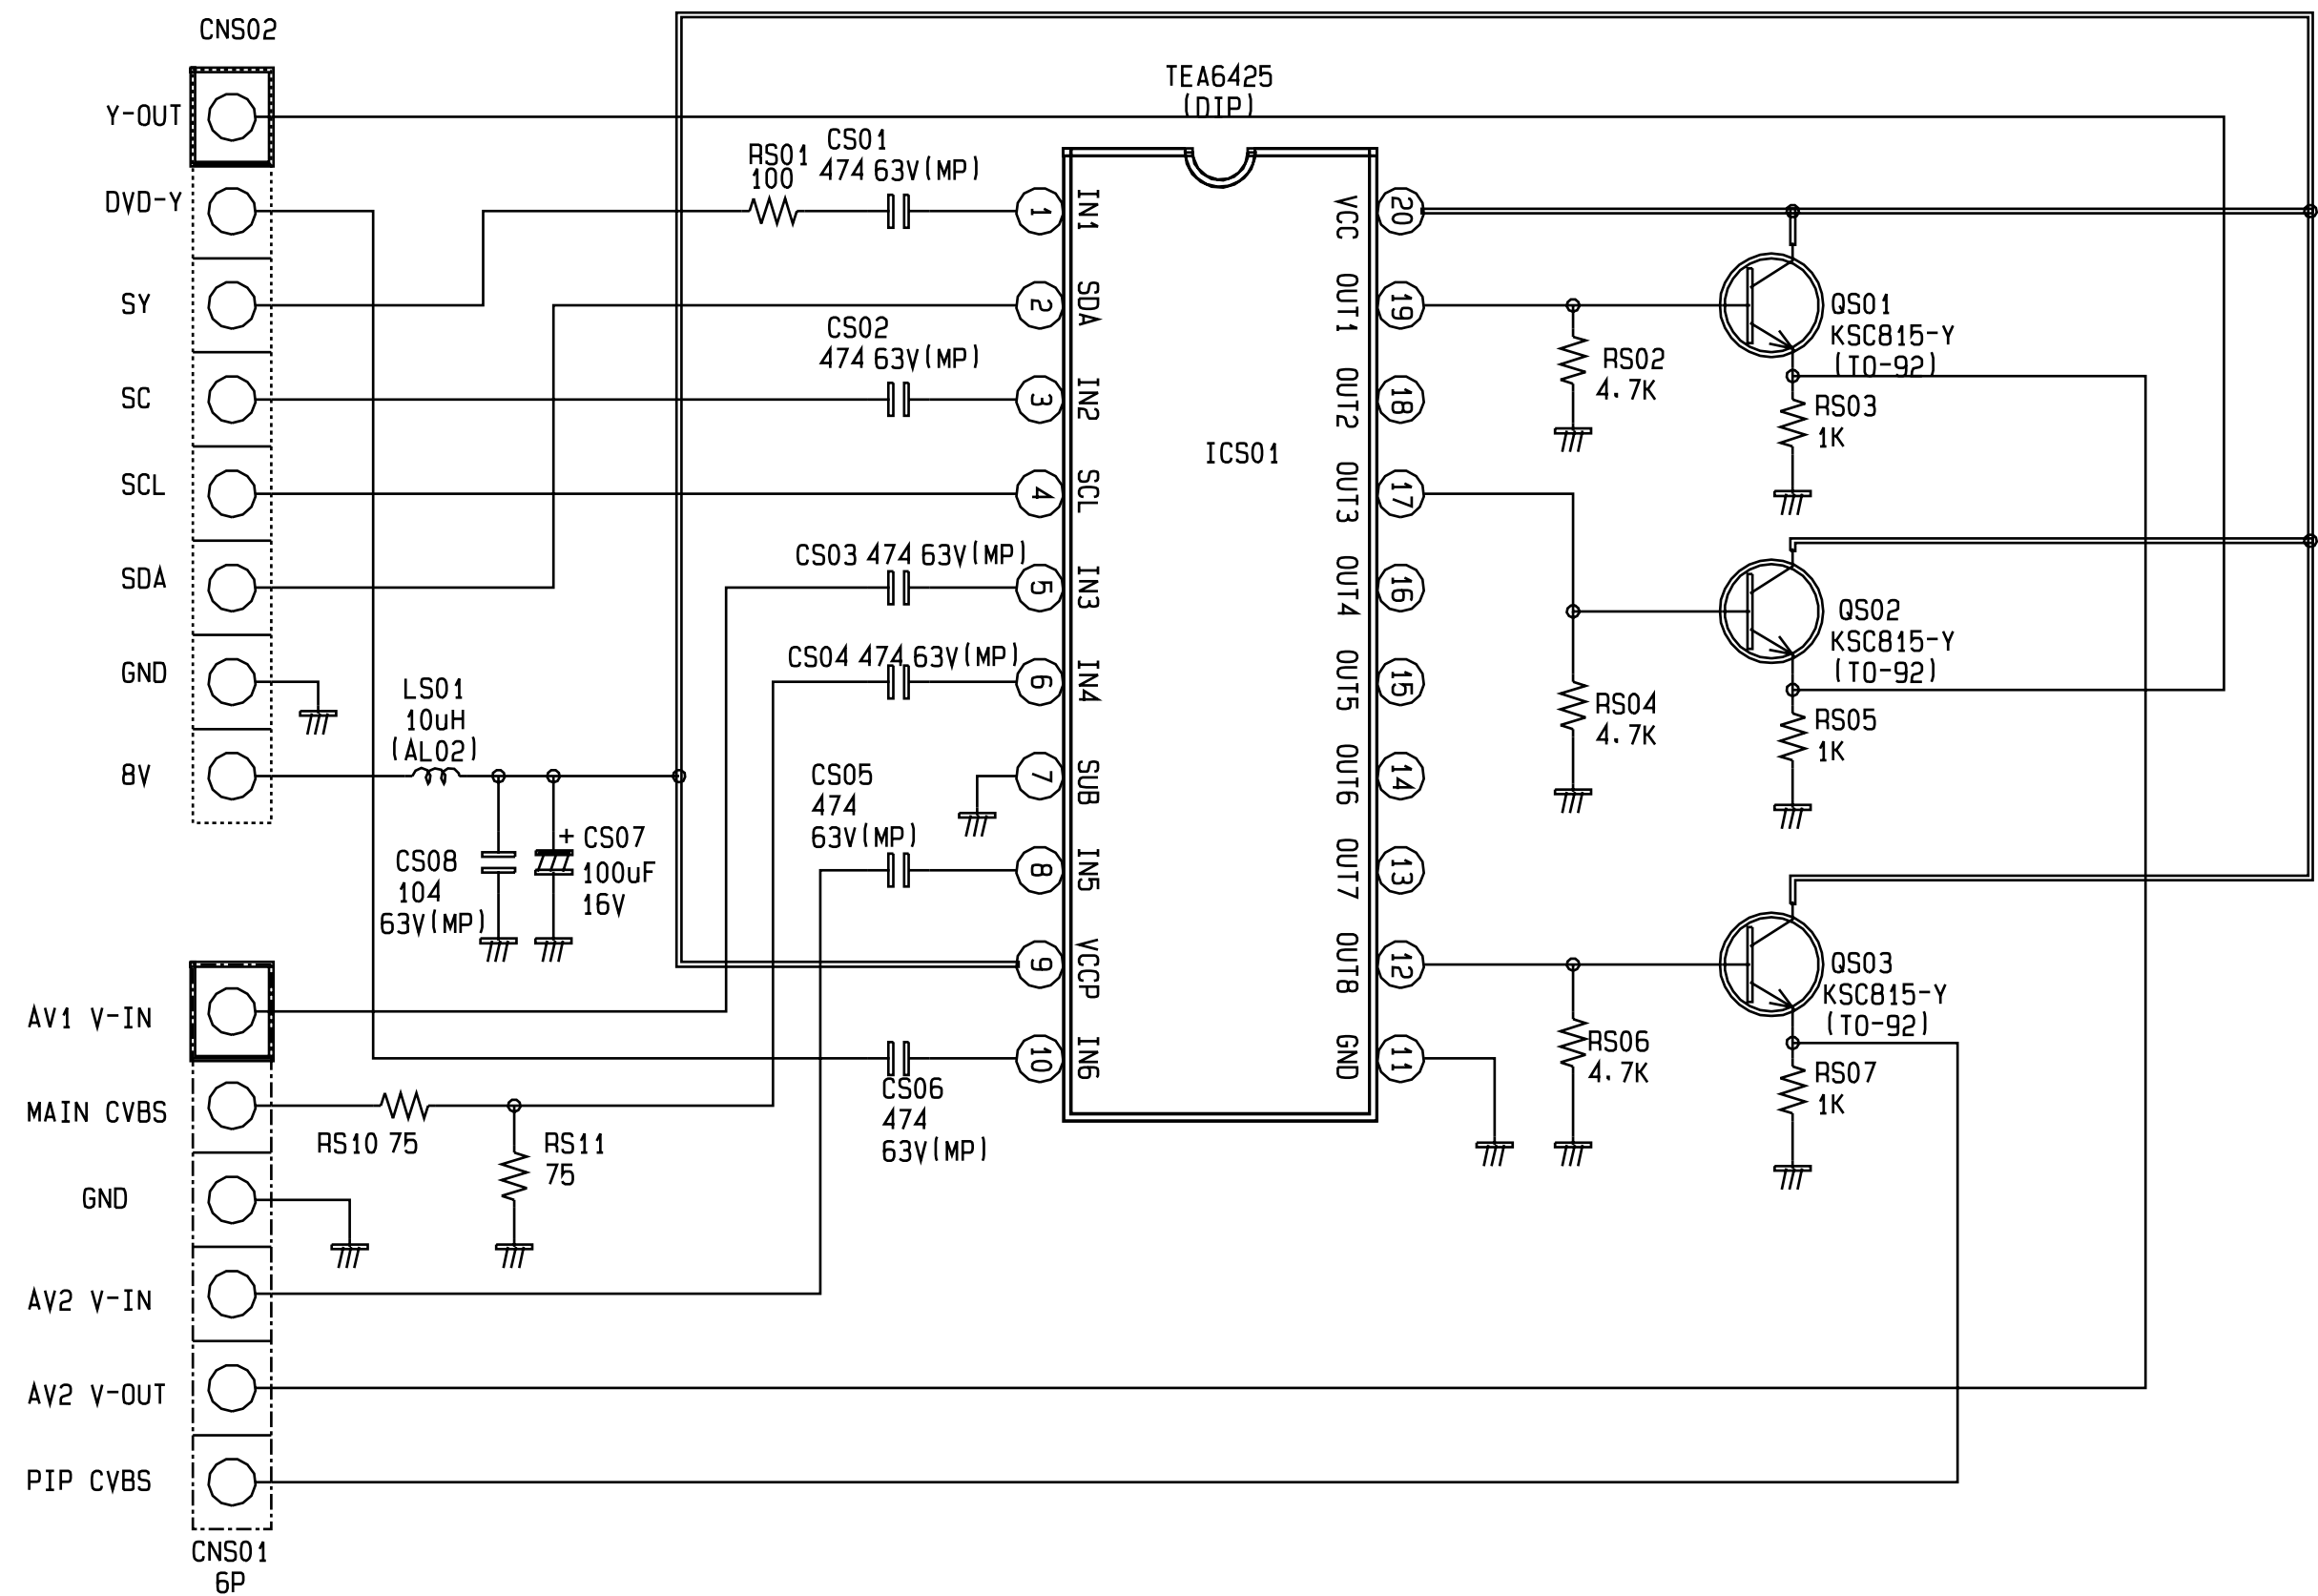 CNS02
Y-OUT
DVD-Y
SY
SC
SCL
SDA
GND
8V
LS01
10uH
(AL02)
CS08
104
63V(MP)
+ CS07
100uF
16V
RS01
100
CS01
474 63V(MP)
CS02
474 63V(MP)
CS03 474 63V(MP)
CS04 474 63V(MP)
CS05
474
63V(MP)
CS06
474
63V(MP)
TEA6425
(DIP)
ICS01
1 IN1
2 SDA
3 IN2
4 SCL
5 IN3
6 IN4
7 SUB
8 IN5
9 VCCP
10 IN6
VCC 20
OUT1 19
OUT2 18
OUT3 17
OUT4 16
OUT5 15
OUT6 14
OUT7 13
OUT8 12
GND 11
QS01
KSC815-Y
(TO-92)
RS02
4.7K
RS03
1K
QS02
KSC815-Y
(TO-92)
RS04
4.7K
RS05
1K
QS03
KSC815-Y
(TO-92)
RS06
4.7K
RS07
1K
AV1 V-IN
MAIN CVBS
GND
AV2 V-IN
AV2 V-OUT
PIP CVBS
RS10 75
RS11
75
CNS01
6P